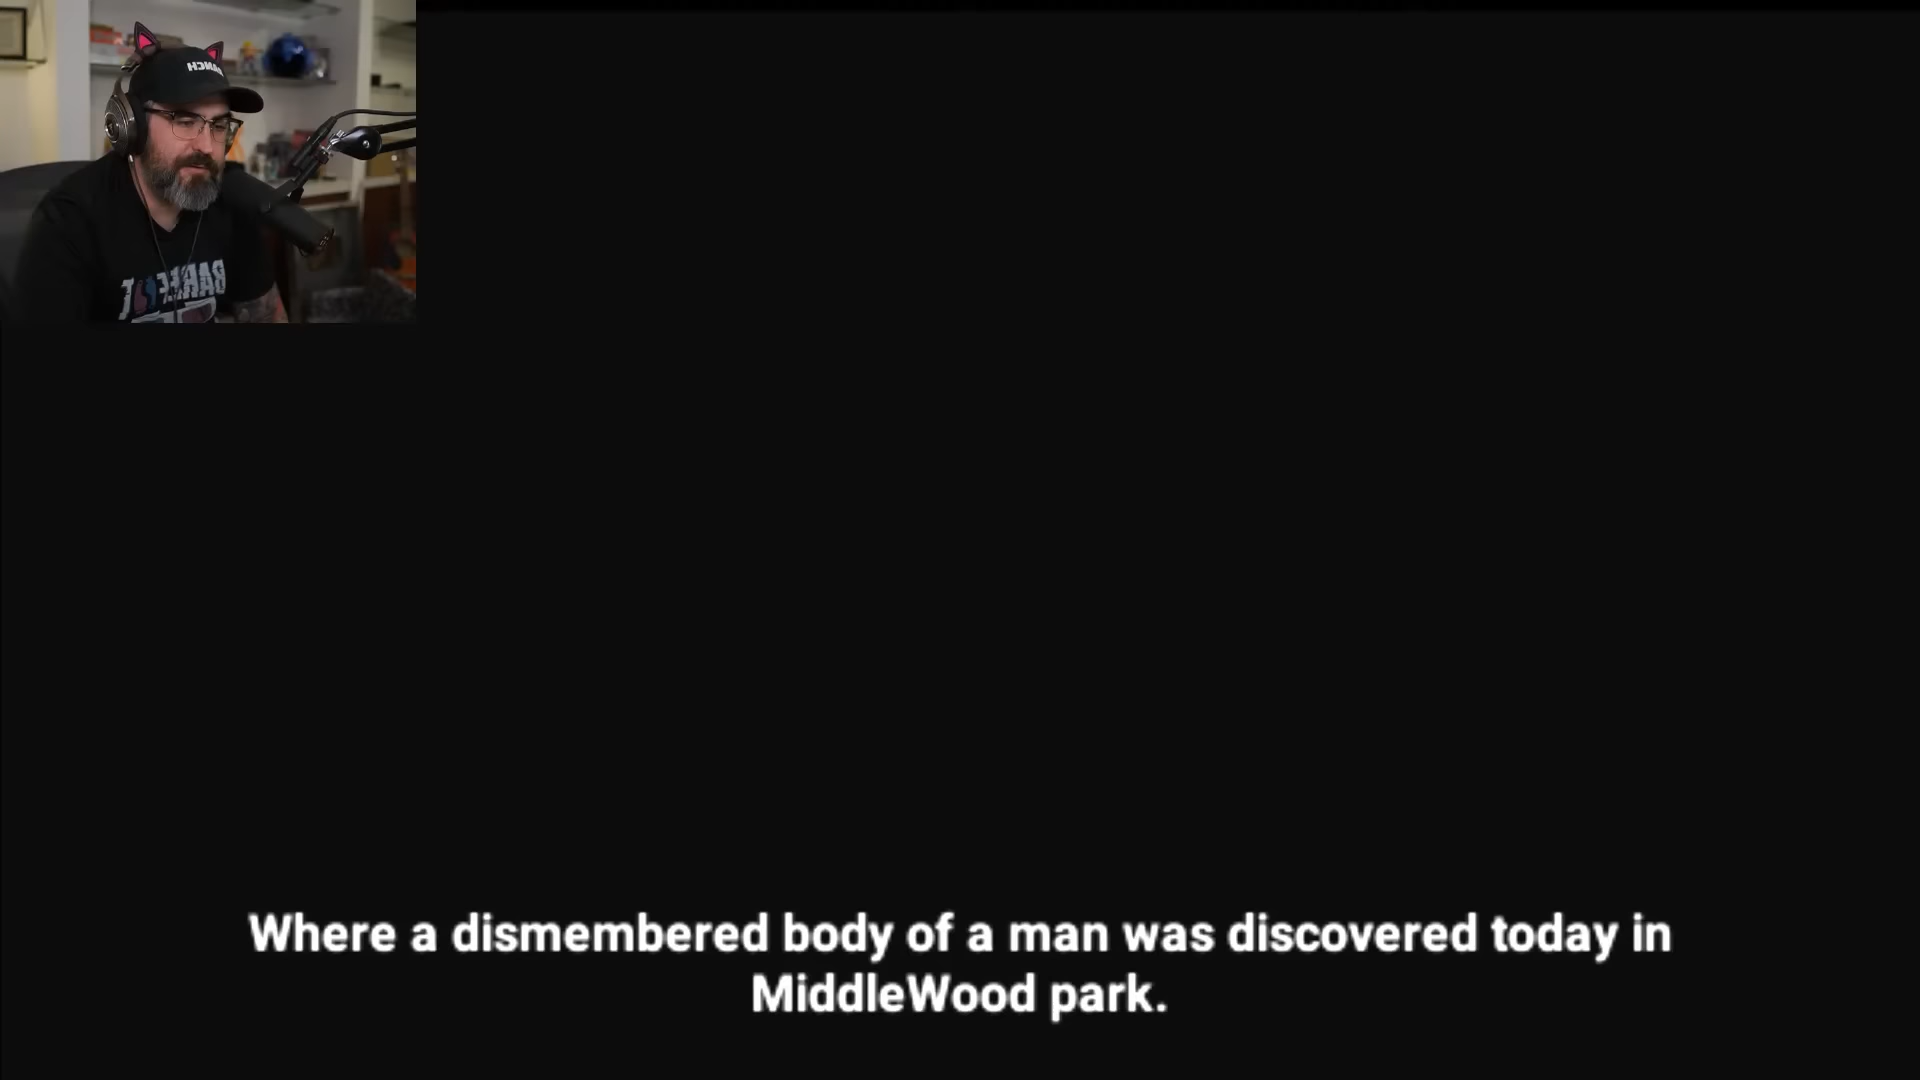 Where a dismembered body of a man was discovered today in
MiddleWood park.